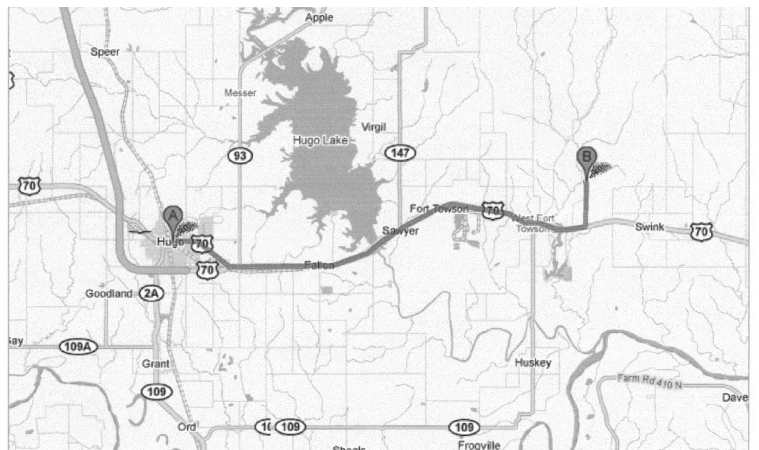 Apple
Speer
Messer
Virgil
Hugo Lake
93
147
B
70
A
Fort Towson
70
West Fort
Towson
Swink
70
Sawyer
Hugo
70
70
Fallon
Goodland
2A
109A
Grant
Huskey
109
Farm Rd 410 N
Dave
Ord
109
109
Frogville